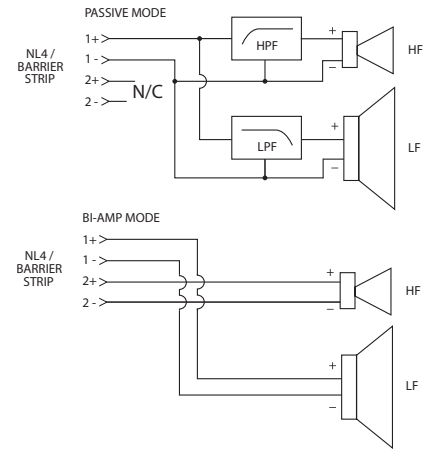 PASSIVE MODE
1+
NL4 /
BARRIER
STRIP
1 -
2+
2 -
N/C
HPF
+
–
HF
LPF
+
–
LF
BI-AMP MODE
1+
NL4 /
BARRIER
STRIP
1 -
2+
2 -
+
–
HF
+
–
LF